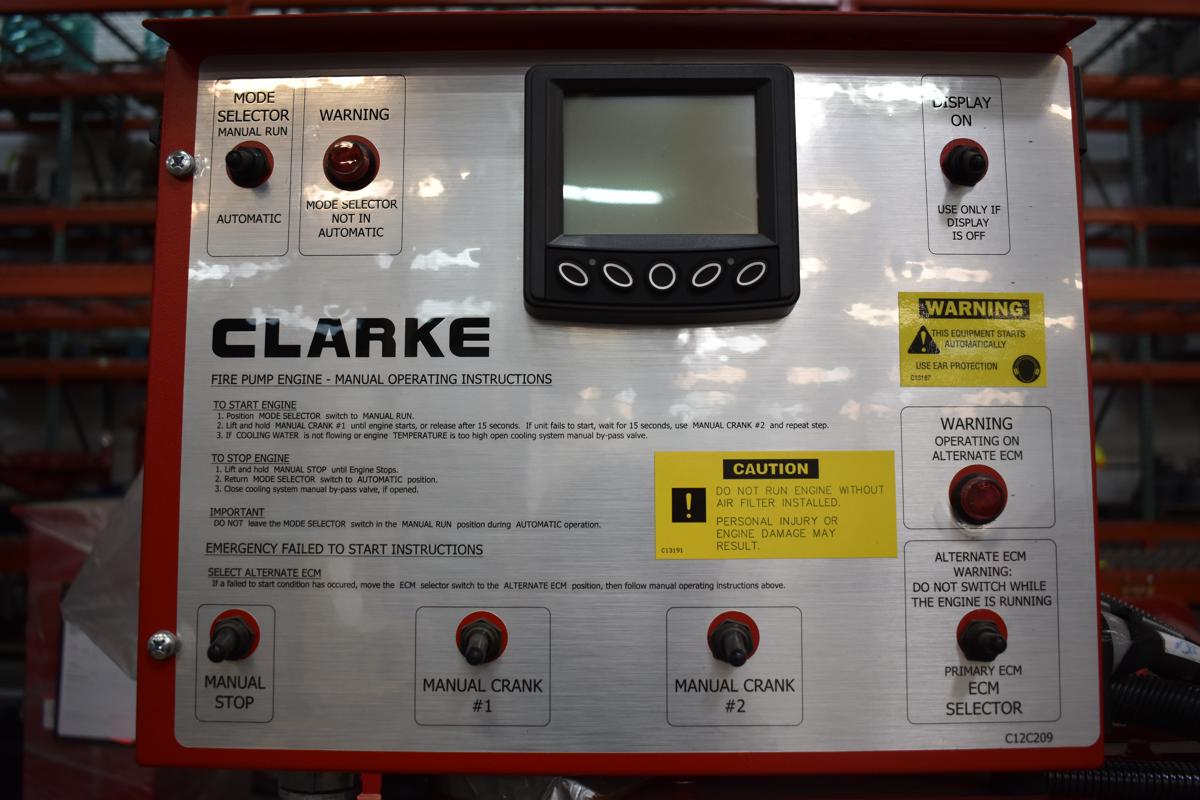 MODE
SELECTOR
MANUAL RUN
AUTOMATIC
WARNING
MODE SELECTOR
NOT IN
AUTOMATIC
DISPLAY
ON
USE ONLY IF
DISPLAY
IS OFF
CLARKE
FIRE PUMP ENGINE - MANUAL OPERATING INSTRUCTIONS
TO START ENGINE
1. Position MODE SELECTOR switch to MANUAL RUN.
2. Lift and hold MANUAL CRANK #1 until engine starts, or release after 15 seconds. If unit fails to start, wait for 15 seconds, use MANUAL CRANK #2 and repeat step.
3. IF COOLING WATER is not flowing or engine TEMPERATURE is too high open cooling system manual by-pass valve.
TO STOP ENGINE
1. Lift and hold MANUAL STOP until Engine Stops.
2. Return MODE SELECTOR switch to AUTOMATIC position.
3. Close cooling system manual by-pass valve, if opened.
IMPORTANT
DO NOT leave the MODE SELECTOR switch in the MANUAL RUN position during AUTOMATIC operation.
EMERGENCY FAILED TO START INSTRUCTIONS
SELECT ALTERNATE ECM
If a failed to start condition has occured, move the ECM selector switch to the ALTERNATE ECM position, then follow manual operating instructions above.
WARNING
THIS EQUIPMENT STARTS
AUTOMATICALLY
USE EAR PROTECTION
C13187
CAUTION
DO NOT RUN ENGINE WITHOUT
AIR FILTER INSTALLED.
PERSONAL INJURY OR
ENGINE DAMAGE MAY
RESULT.
C13191
WARNING
OPERATING ON
ALTERNATE ECM
ALTERNATE ECM
WARNING:
DO NOT SWITCH WHILE
THE ENGINE IS RUNNING
PRIMARY ECM
ECM
SELECTOR
MANUAL
STOP
MANUAL CRANK
#1
MANUAL CRANK
#2
C12C209